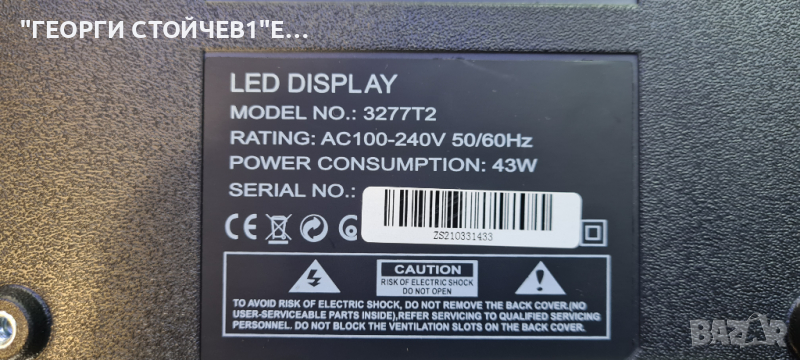 "ГЕОРГИ СТОЙЧЕВ1"Е...
LED DISPLAY
MODEL NO.: 3277T2
RATING: AC100-240V 50/60Hz
POWER CONSUMPTION: 43W
SERIAL NO.:
ZS210331433
CE
CAUTION
RISK OF ELECTRIC SHOCK
DO NOT OPEN
TO AVOID RISK OF ELECTRIC SHOCK, DO NOT REMOVE THE BACK COVER.(NO
USER-SERVICEABLE PARTS INSIDE),REFER SERVICING TO QUALIFIED SERVICING
PERSONNEL. DO NOT BLOCK THE VENTILATION SLOTS ON THE BACK COVER.
BAZAR